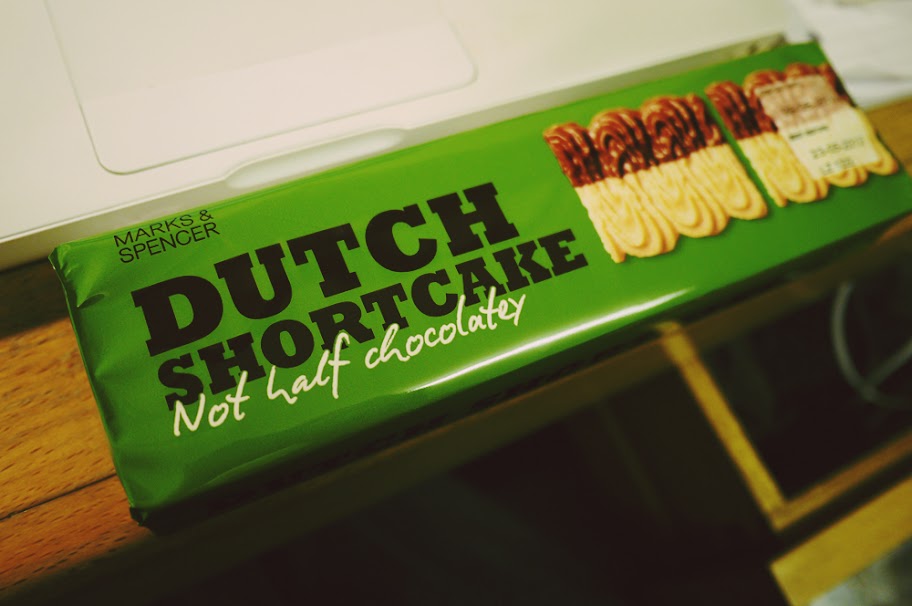 MARKS &
SPENCER
DUTCH
SHORTCAKE
Not half chocolatey